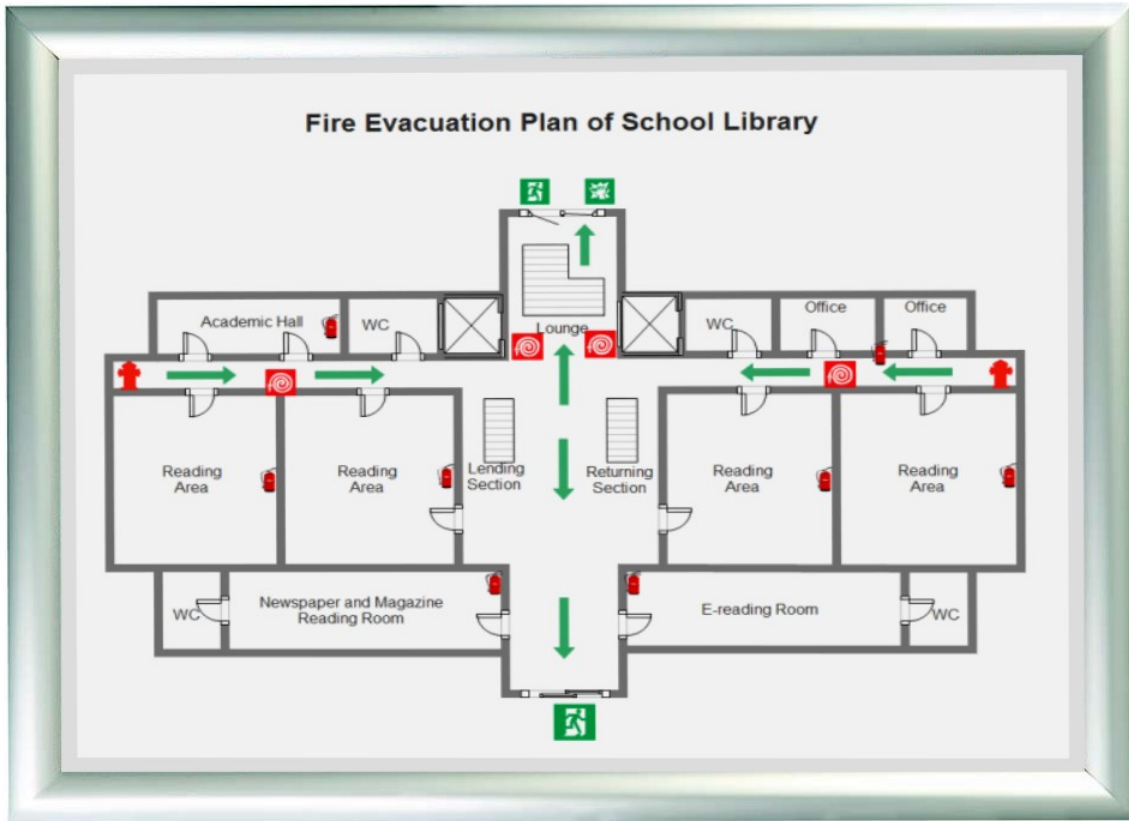 Fire Evacuation Plan of School Library
Academic Hall
WC
Lounge
WC
Office
Office
Reading
Area
Reading
Area
Lending
Section
Returning
Section
Reading
Area
Reading
Area
WC
Newspaper and Magazine
Reading Room
E-reading Room
WC